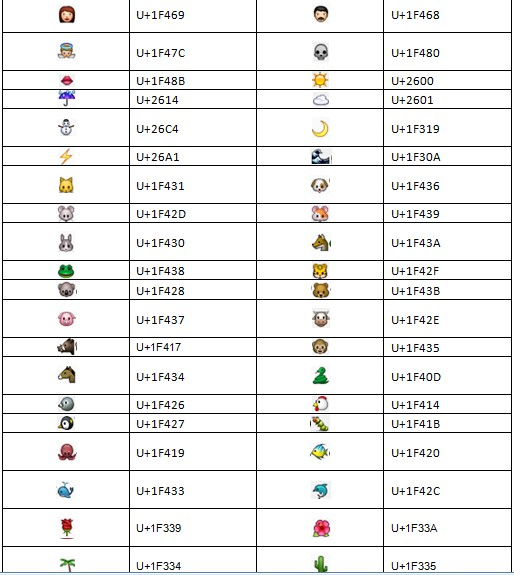 U+1F469 U+1F468
U+1F47C U+1F480
U+1F48B U+2600
U+2614 U+2601
U+26C4 U+1F319
U+26A1 U+1F30A
U+1F431 U+1F436
U+1F42D U+1F439
U+1F430 U+1F43A
U+1F438 U+1F42F
U+1F428 U+1F43B
U+1F437 U+1F42E
U+1F417 U+1F435
U+1F434 U+1F40D
U+1F426 U+1F414
U+1F427 U+1F41B
U+1F419 U+1F420
U+1F433 U+1F42C
U+1F339 U+1F33A
U+1F334 U+1F335